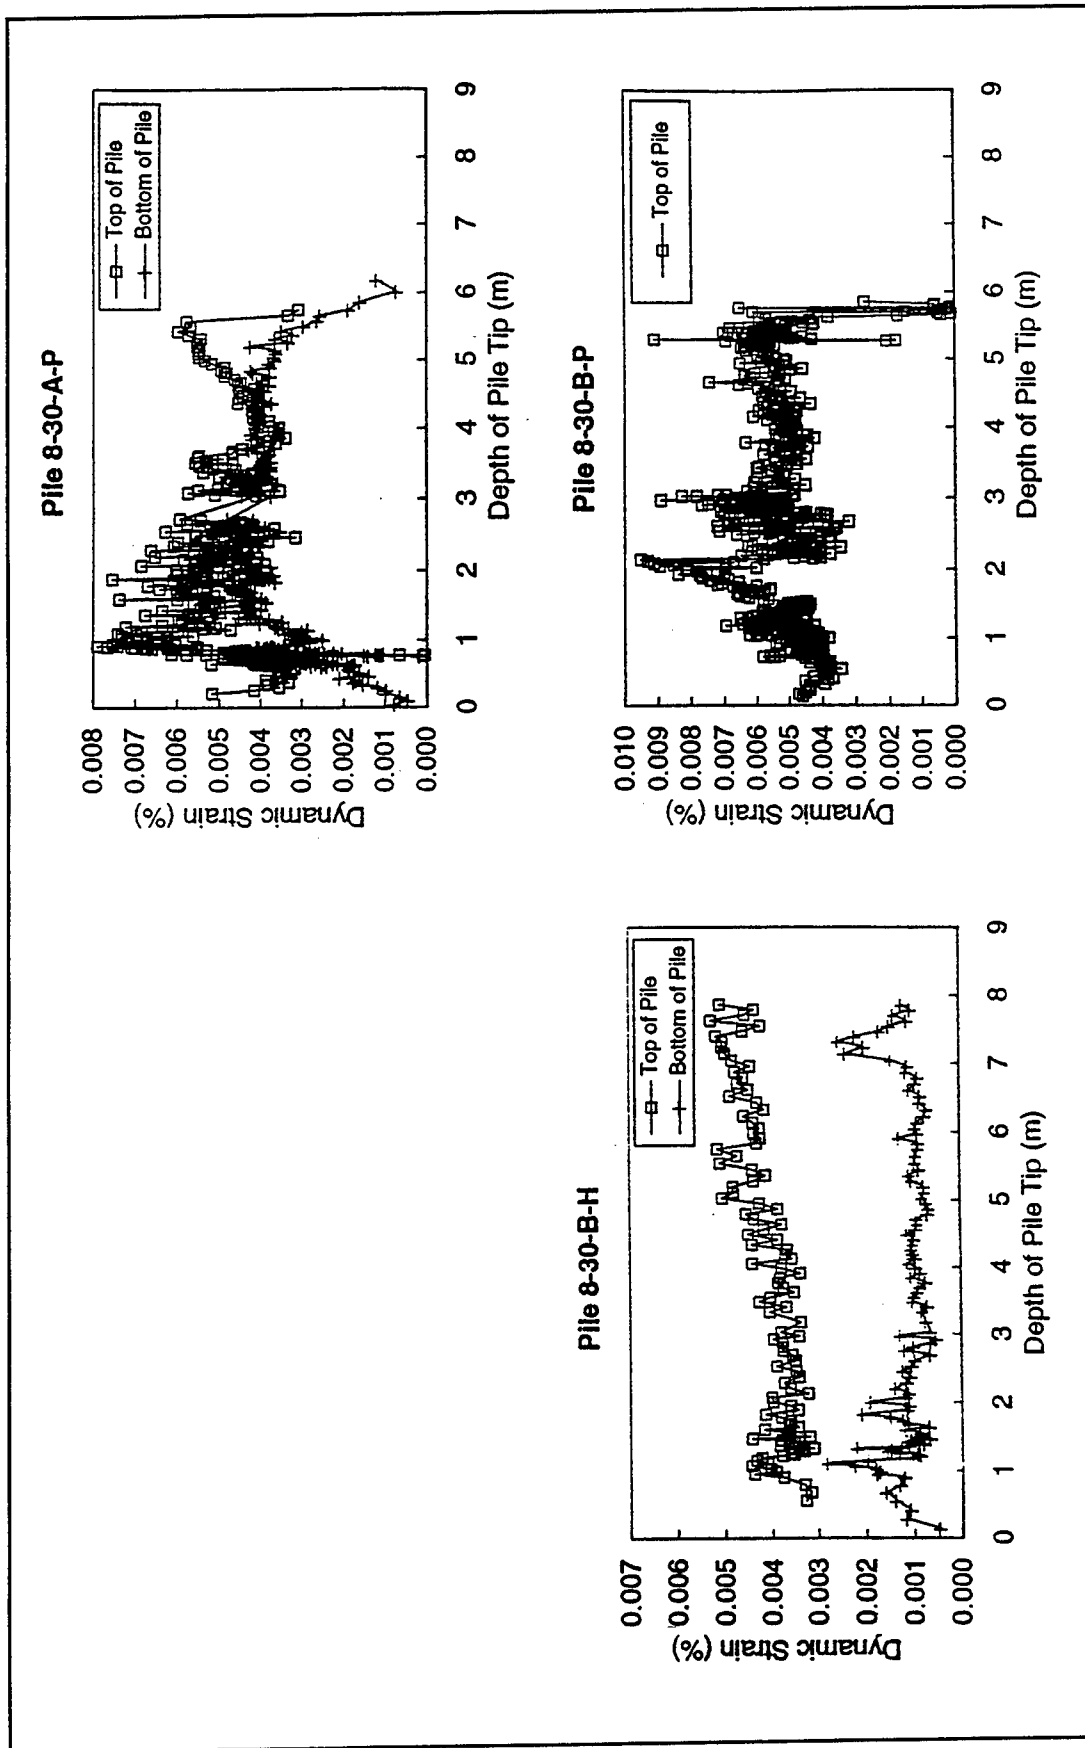 Pile 8-30-A-P
Dynamic Strain (%)
0.008
0.007
0.006
0.005
0.004
0.003
0.002
0.001
0.000
Top of Pile
Bottom of Pile
0 1 2 3 4 5 6 7 8 9
Depth of Pile Tip (m)
Pile 8-30-B-H
Dynamic Strain (%)
0.007
0.006
0.005
0.004
0.003
0.002
0.001
0.000
Top of Pile
Bottom of Pile
0 1 2 3 4 5 6 7 8 9
Depth of Pile Tip (m)
Pile 8-30-B-P
Dynamic Strain (%)
0.010
0.009
0.008
0.007
0.006
0.005
0.004
0.003
0.002
0.001
0.000
Top of Pile
0 1 2 3 4 5 6 7 8 9
Depth of Pile Tip (m)